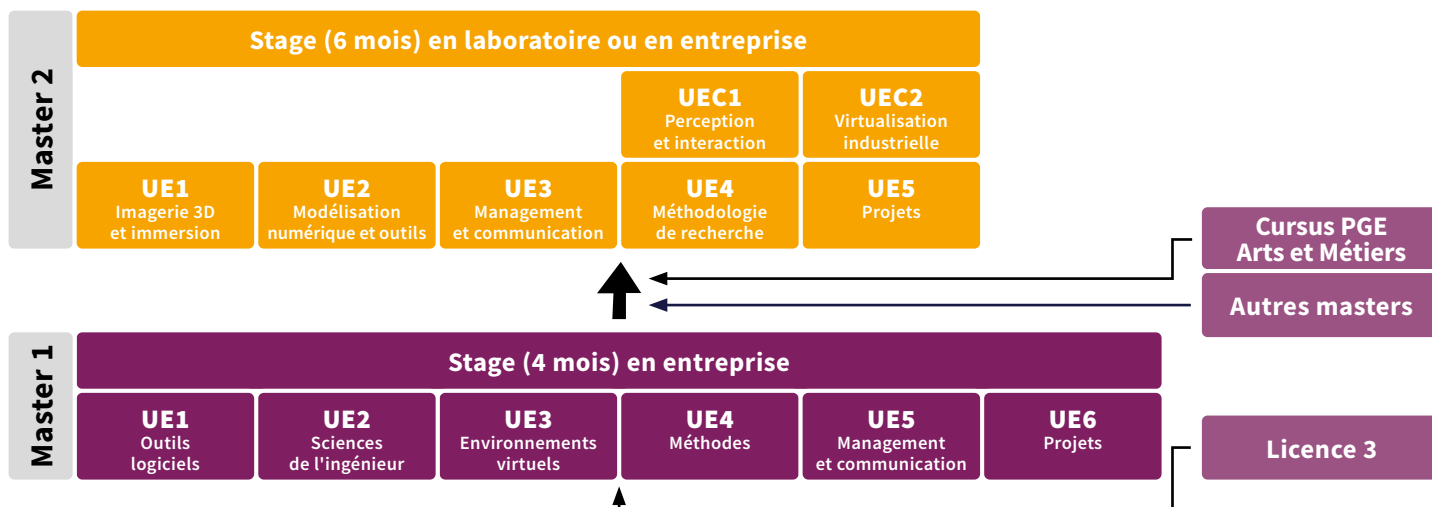 Master 2
Stage (6 mois) en laboratoire ou en entreprise
UEC1
Perception
et interaction
UEC2
Virtualisation
industrielle
UE1
Imagerie 3D
et immersion
UE2
Modélisation
numérique et outils
UE3
Management
et communication
UE4
Méthodologie
de recherche
UE5
Projets
Cursus PGE
Arts et Métiers
Autres masters
Master 1
Stage (4 mois) en entreprise
UE1
Outils
logiciels
UE2
Sciences
de l'ingénieur
UE3
Environnements
virtuels
UE4
Méthodes
UE5
Management
et communication
UE6
Projets
Licence 3